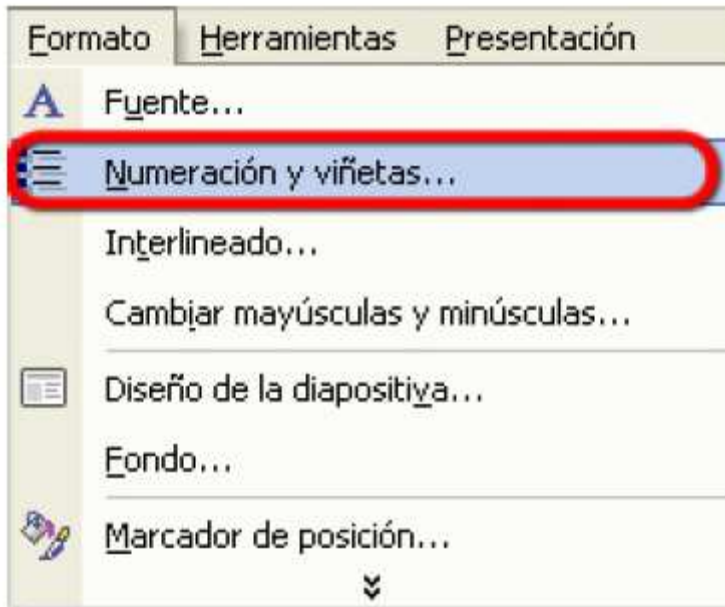 Formato Herramientas Presentación
Fuente...
Numeración y viñetas...
Interlineado...
Cambiar mayúsculas y minúsculas...
Diseño de la diapositiva...
Fondo...
Marcador de posición...